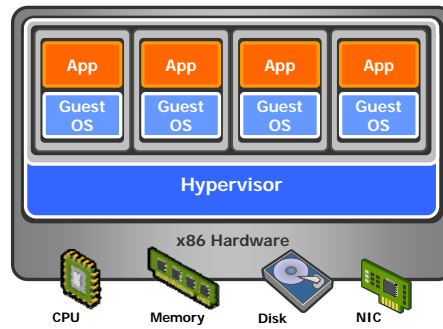 App App App App
Guest Guest Guest Guest
OS OS OS OS
Hypervisor
x86 Hardware
CPU Memory Disk NIC